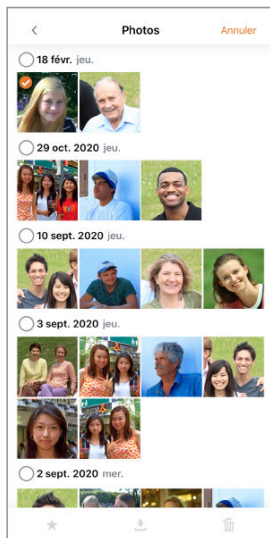 Photos
Annuler
18 févr. jeu.
29 oct. 2020 jeu.
10 sept. 2020 jeu.
3 sept. 2020 jeu.
2 sept. 2020 mer.